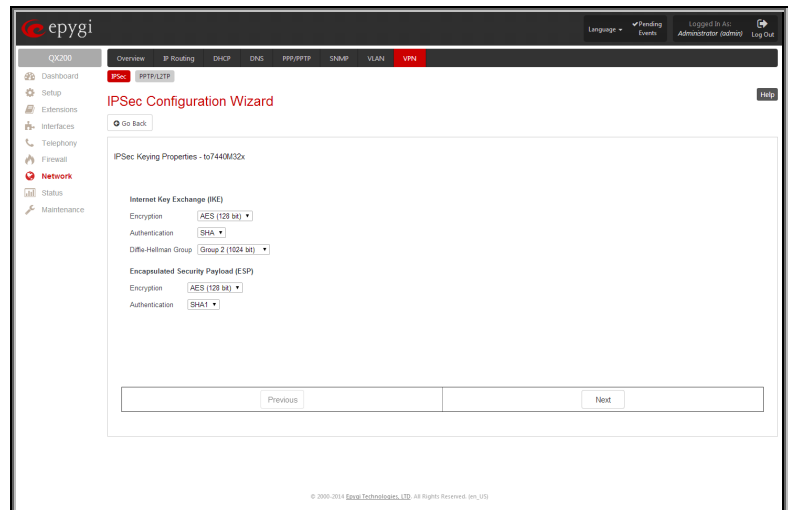 epygi
Language
Pending Events
Logged In As:
Administrator (admin)
Log Out
QX200
Dashboard
Setup
Extensions
Interfaces
Telephony
Firewall
Network
Status
Maintenance
Overview IP Routing DHCP DNS PPP/PPTP SNMP VLAN VPN
IPSec PPTP/L2TP
IPSec Configuration Wizard
Help
Go Back
IPSec Keying Properties - to7440M32x
Internet Key Exchange (IKE)
Encryption AES (128 bit)
Authentication SHA
Diffie-Hellman Group Group 2 (1024 bit)
Encapsulated Security Payload (ESP)
Encryption AES (128 bit)
Authentication SHA1
Previous Next
© 2000-2014 Epygi Technologies, LTD. All Rights Reserved. (en_US)